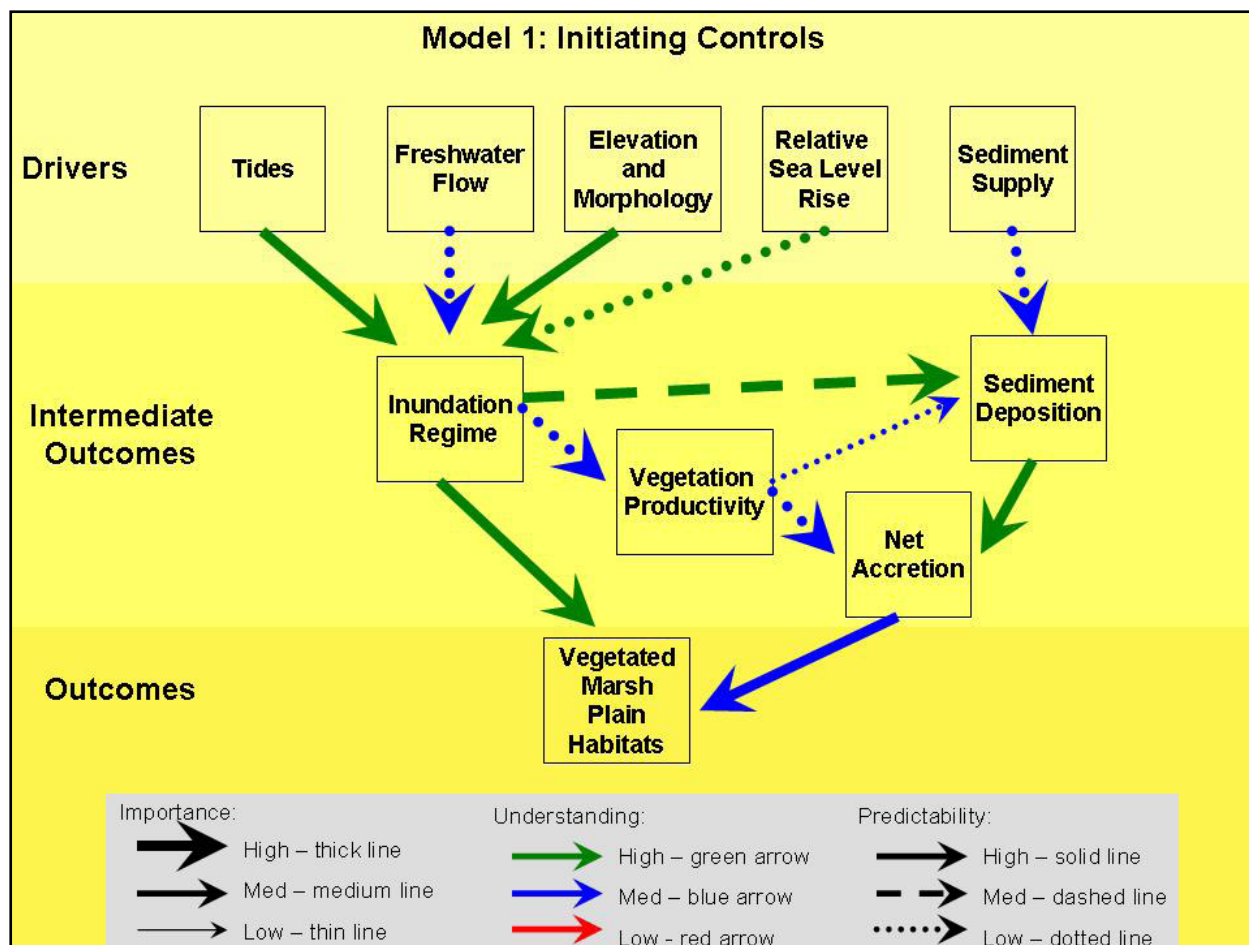 Model 1: Initiating Controls
Drivers
Tides
Freshwater
Flow
Elevation
and
Morphology
Relative
Sea Level
Rise
Sediment
Supply
Intermediate
Outcomes
Inundation
Regime
Vegetation
Productivity
Sediment
Deposition
Net
Accretion
Outcomes
Vegetated
Marsh
Plain
Habitats
Importance:
High – thick line
Med – medium line
Low – thin line
Understanding:
High – green arrow
Med – blue arrow
Low - red arrow
Predictability:
High – solid line
Med – dashed line
Low – dotted line